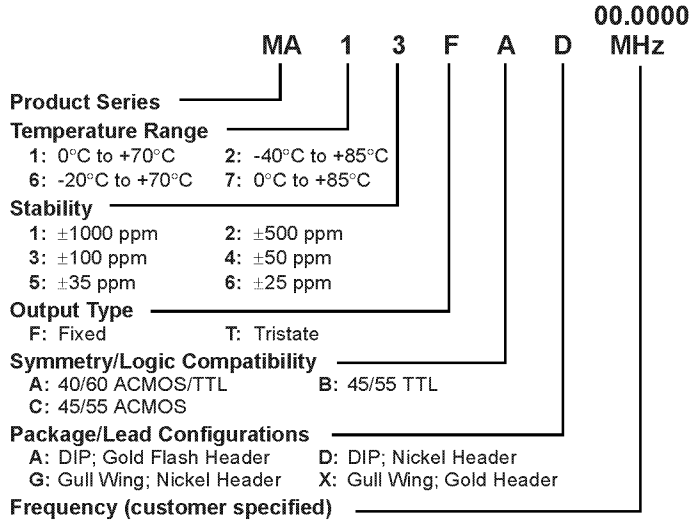 00.0000
MA 1 3 F A D MHz
Product Series
Temperature Range
1: 0°C to +70°C 2: -40°C to +85°C
6: -20°C to +70°C 7: 0°C to +85°C
Stability
1: ±1000 ppm 2: ±500 ppm
3: ±100 ppm 4: ±50 ppm
5: ±35 ppm 6: ±25 ppm
Output Type
F: Fixed T: Tristate
Symmetry/Logic Compatibility
A: 40/60 ACMOS/TTL B: 45/55 TTL
C: 45/55 ACMOS
Package/Lead Configurations
A: DIP; Gold Flash Header D: DIP; Nickel Header
G: Gull Wing; Nickel Header X: Gull Wing; Gold Header
Frequency (customer specified)